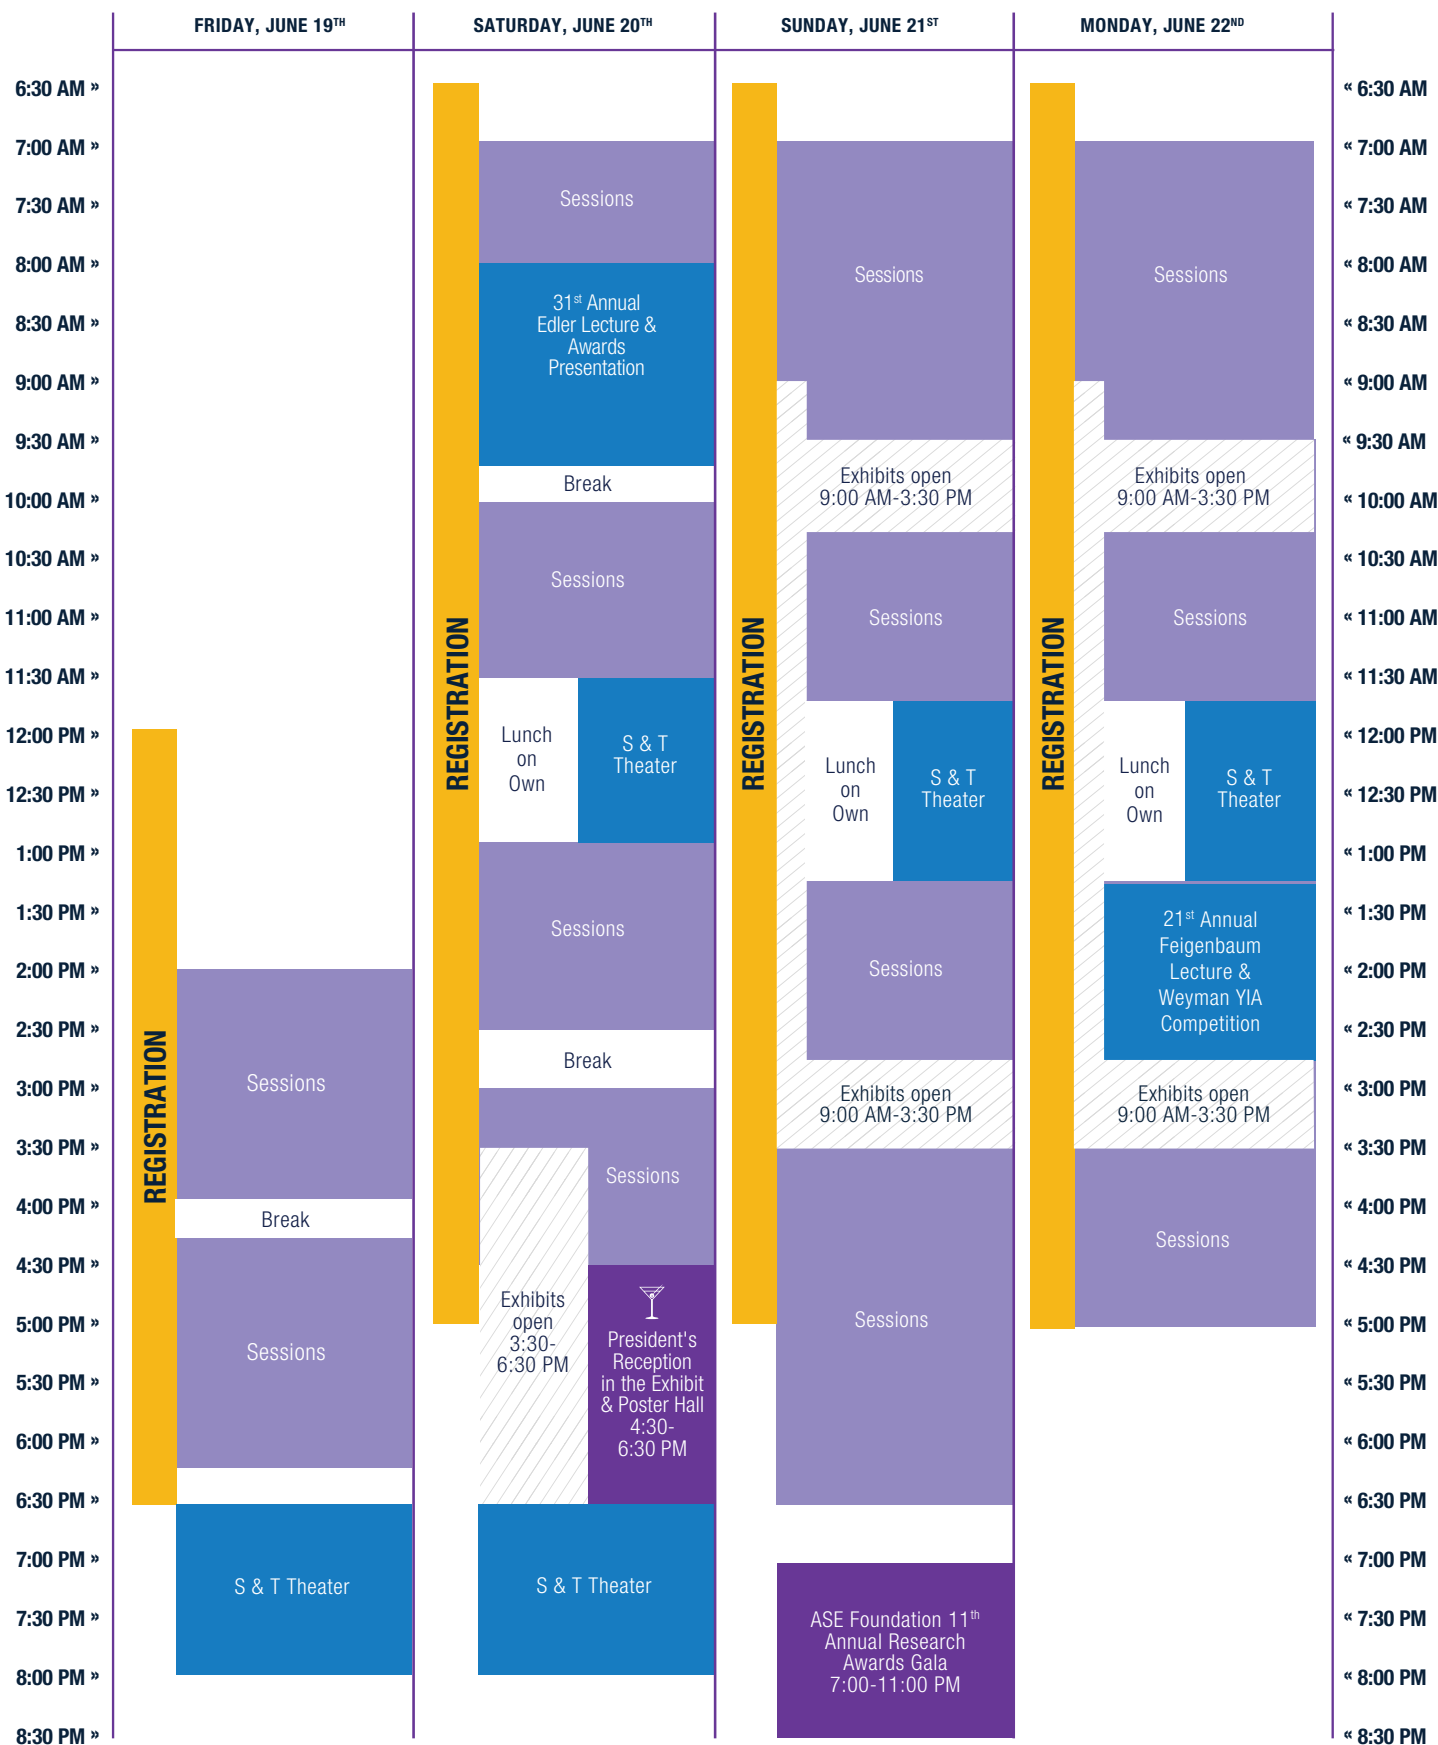 FRIDAY, JUNE 19TH
SATURDAY, JUNE 20TH
SUNDAY, JUNE 21ST
MONDAY, JUNE 22ND
6:30 AM »
7:00 AM »
7:30 AM »
8:00 AM »
8:30 AM »
9:00 AM »
9:30 AM »
10:00 AM »
10:30 AM »
11:00 AM »
11:30 AM »
12:00 PM »
12:30 PM »
1:00 PM »
1:30 PM »
2:00 PM »
2:30 PM »
3:00 PM »
3:30 PM »
4:00 PM »
4:30 PM »
5:00 PM »
5:30 PM »
6:00 PM »
6:30 PM »
7:00 PM »
7:30 PM »
8:00 PM »
8:30 PM »
REGISTRATION
Sessions
Break
Sessions
S & T Theater
REGISTRATION
Sessions
31st Annual
Edler Lecture &
Awards
Presentation
Break
Sessions
Lunch
on
Own
S & T
Theater
Sessions
Break
Sessions
Exhibits
open
3:30-
6:30 PM
President's
Reception
in the Exhibit
& Poster Hall
4:30-
6:30 PM
S & T Theater
REGISTRATION
Sessions
Exhibits open
9:00 AM-3:30 PM
Sessions
Lunch
on
Own
S & T
Theater
Sessions
Exhibits open
9:00 AM-3:30 PM
Sessions
ASE Foundation 11th
Annual Research
Awards Gala
7:00-11:00 PM
REGISTRATION
Sessions
Exhibits open
9:00 AM-3:30 PM
Sessions
Lunch
on
Own
S & T
Theater
21st Annual
Feigenbaum
Lecture &
Weyman YIA
Competition
Exhibits open
9:00 AM-3:30 PM
Sessions
« 6:30 AM
« 7:00 AM
« 7:30 AM
« 8:00 AM
« 8:30 AM
« 9:00 AM
« 9:30 AM
« 10:00 AM
« 10:30 AM
« 11:00 AM
« 11:30 AM
« 12:00 PM
« 12:30 PM
« 1:00 PM
« 1:30 PM
« 2:00 PM
« 2:30 PM
« 3:00 PM
« 3:30 PM
« 4:00 PM
« 4:30 PM
« 5:00 PM
« 5:30 PM
« 6:00 PM
« 6:30 PM
« 7:00 PM
« 7:30 PM
« 8:00 PM
« 8:30 PM